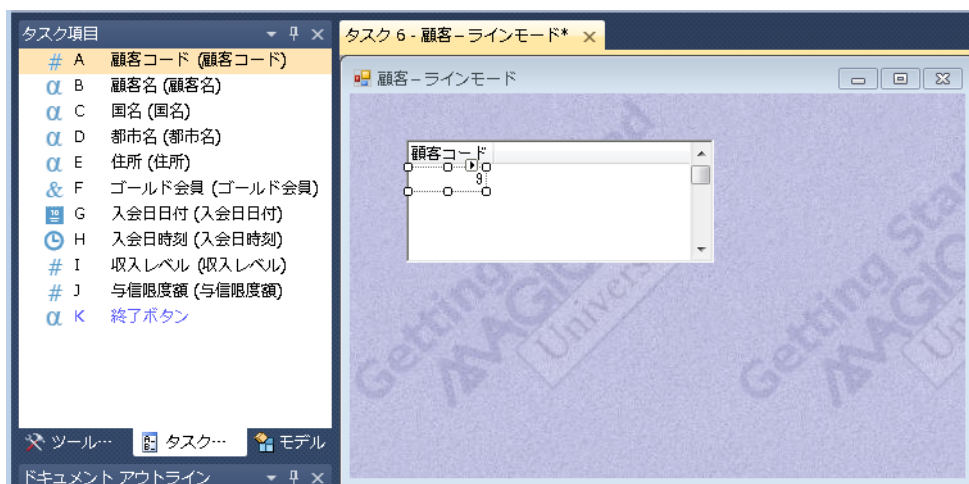 タスク項目
タスク 6 - 顧客−ラインモード*
# A 顧客コード (顧客コード)
α B 顧客名 (顧客名)
α C 国名 (国名)
α D 都市名 (都市名)
α E 住所 (住所)
& F ゴールド会員 (ゴールド会員)
10 G 入会日日付 (入会日日付)
H 入会日時刻 (入会日時刻)
# I 収入レベル (収入レベル)
# J 与信限度額 (与信限度額)
α K 終了ボタン
ツール…
タスク…
モデル
ドキュメント アウトライン
顧客−ラインモード
顧客コード
9
Getting Started
MAGIC
University
Getting Star
MAGIC
Un